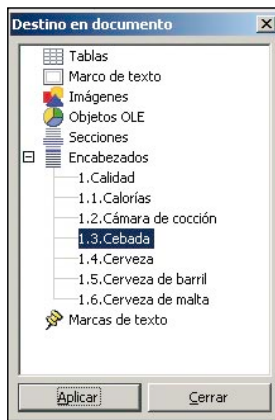 Destino en documento
Tablas
Marco de texto
Imágenes
Objetos OLE
Secciones
Encabezados
1.Calidad
1.1.Calorías
1.2.Cámara de cocción
1.3.Cebada
1.4.Cerveza
1.5.Cerveza de barril
1.6.Cerveza de malta
Marcas de texto
Aplicar Cerrar